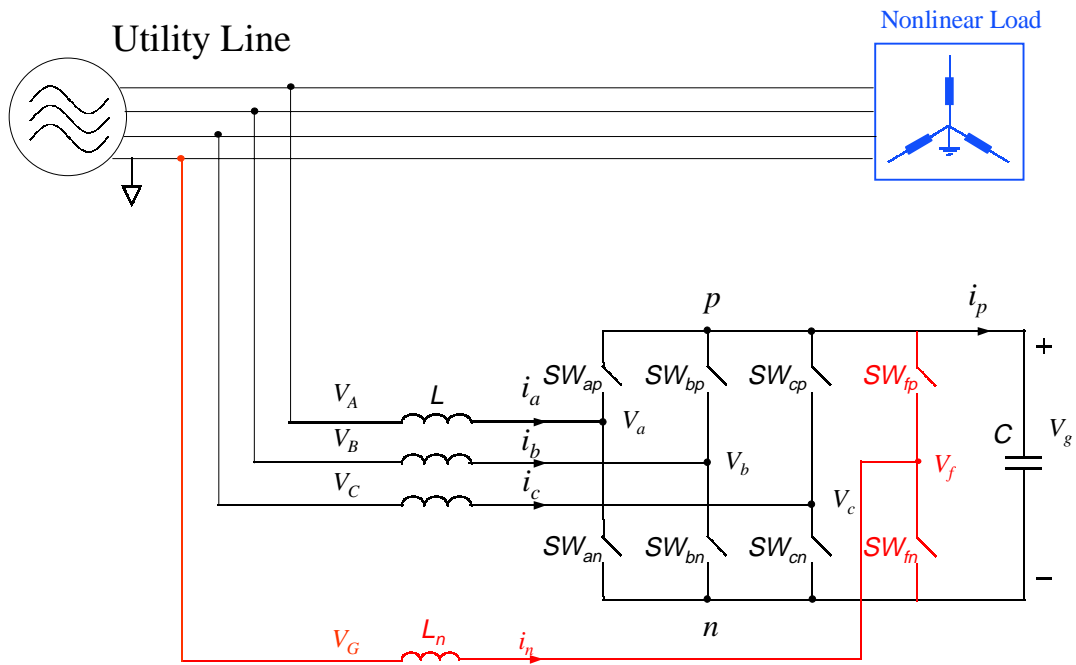 Nonlinear Load
Utility Line
p
i_p
+
SW_ap
SW_bp
SW_cp
SW_fp
V_A
L
i_a
V_a
V_B
i_b
V_b
V_f
C
V_g
V_C
i_c
V_c
SW_an
SW_bn
SW_cn
SW_fn
−
n
V_G
L_n
i_n